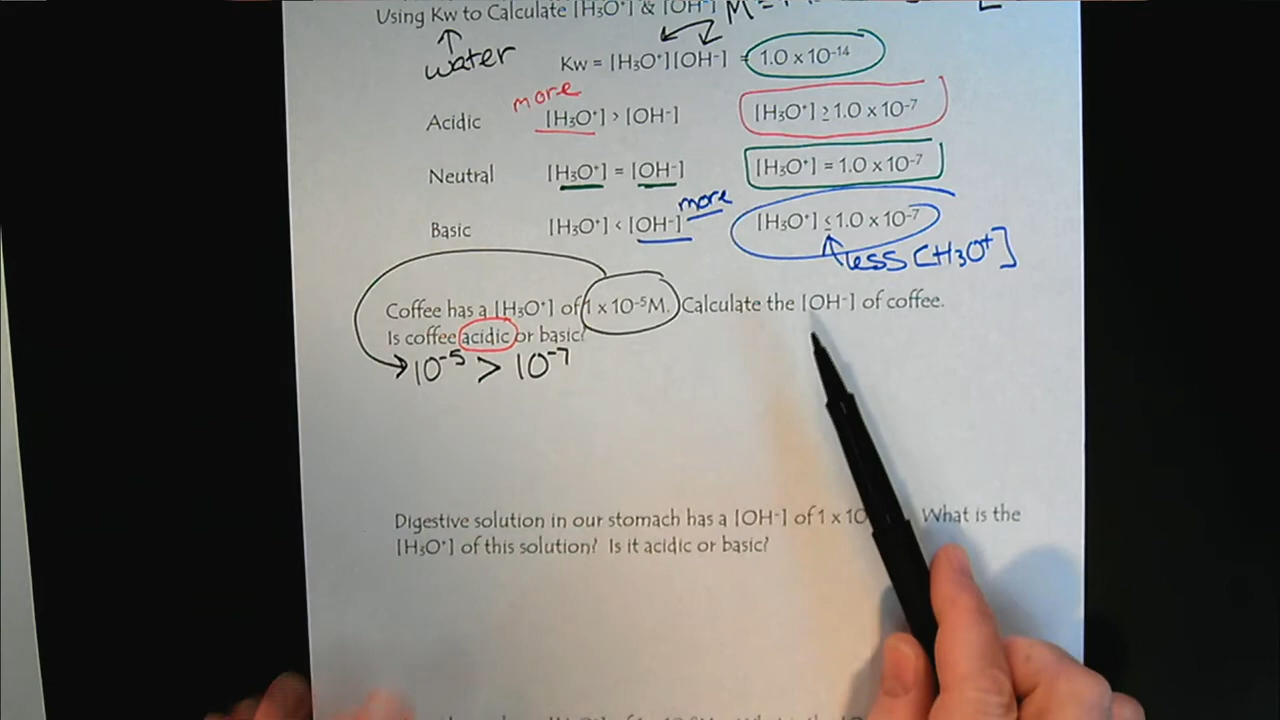 Using Kw to Calculate [H₃O⁺] & [OH⁻]
water
Kw = [H₃O⁺][OH⁻] = 1.0 x 10⁻¹⁴
more
Acidic [H₃O⁺] > [OH⁻] [H₃O⁺] ≥ 1.0 x 10⁻⁷
Neutral [H₃O⁺] = [OH⁻] [H₃O⁺] = 1.0 x 10⁻⁷
more
Basic [H₃O⁺] < [OH⁻] [H₃O⁺] ≤ 1.0 x 10⁻⁷
less [H₃O⁺]
Coffee has a [H₃O⁺] of 1 x 10⁻⁵M. Calculate the [OH⁻] of coffee.
Is coffee acidic or basic?
10⁻⁵ > 10⁻⁷
Digestive solution in our stomach has a [OH⁻] of 1 x 10 What is the
[H₃O⁺] of this solution? Is it acidic or basic?